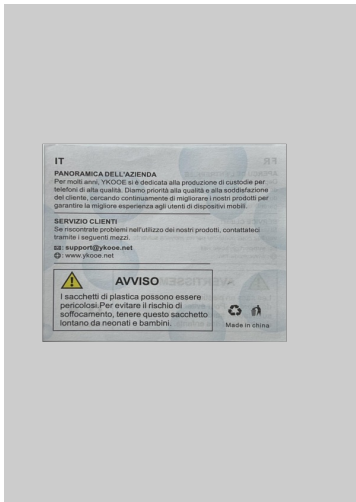 IT
PANORAMICA DELL'AZIENDA
Per molti anni, YKOOE si è dedicata alla produzione di custodie per
telefoni di alta qualità. Diamo priorità alla qualità e alla soddisfazione
del cliente, cercando continuamente di migliorare i nostri prodotti per
garantire la migliore esperienza agli utenti di dispositivi mobili.
SERVIZIO CLIENTI
Se riscontrate problemi nell'utilizzo dei nostri prodotti, contattateci
tramite i seguenti mezzi.
: support@ykooe.net
: www.ykooe.net
AVVISO
I sacchetti di plastica possono essere
pericolosi.Per evitare il rischio di
soffocamento, tenere questo sacchetto
lontano da neonati e bambini.
Made in china